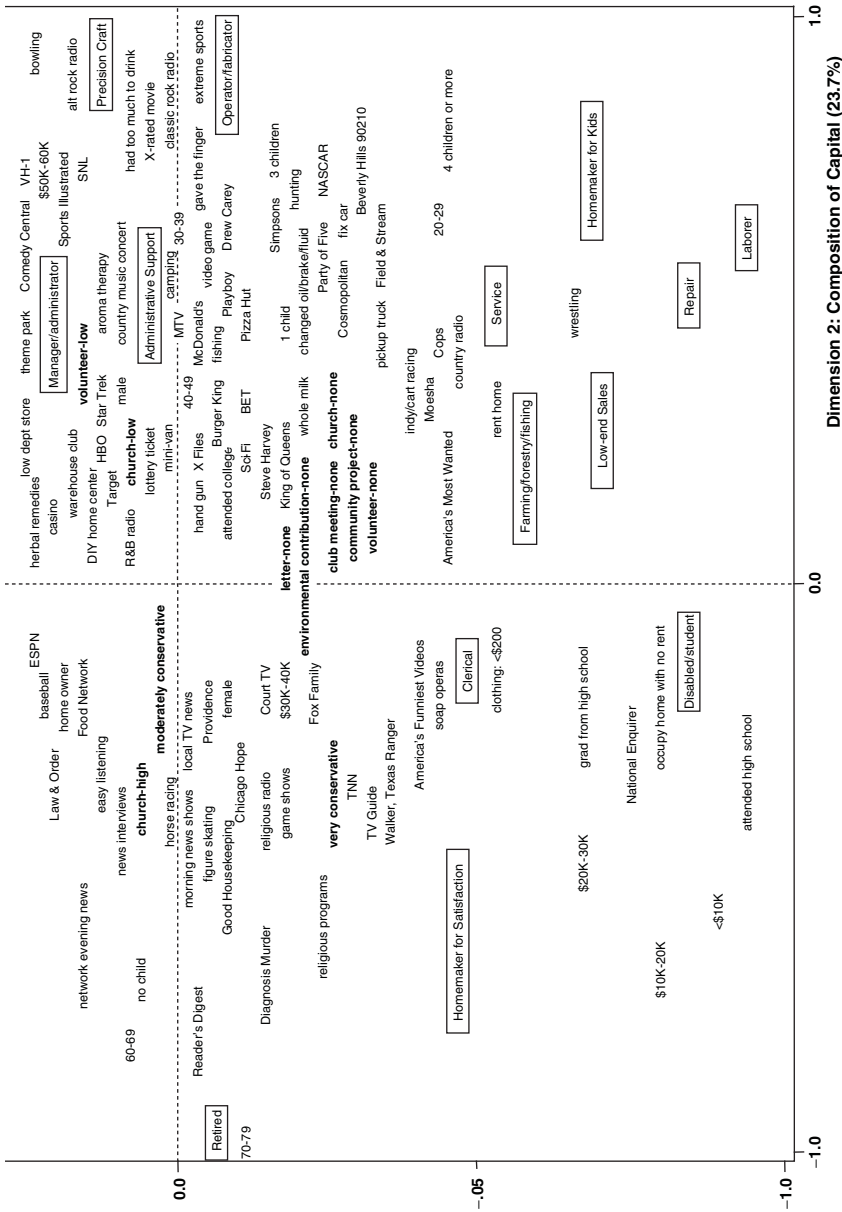 herbal remedies
low dept store
theme park
Comedy Central
VH-1
bowling
casino
Manager/administrator
$50K-60K
warehouse club
volunteer-low
Sports Illustrated
alt rock radio
SNL
DIY home center
HBO
Star Trek
aroma therapy
Precision Craft
Target
R&B radio
church-low
male
country music concert
had too much to drink
lottery ticket
Administrative Support
X-rated movie
mini-van
camping
classic rock radio
MTV
30-39
40-49
hand gun
X Files
McDonald's
gave the finger
extreme sports
Burger King
fishing
video game
attended college
Playboy
Drew Carey
Operator/fabricator
Sci-Fi
BET
Pizza Hut
Steve Harvey
Simpsons
3 children
letter-none
King of Queens
1 child
hunting
environmental contribution-none
whole milk
changed oil/brake/fluid
Party of Five
NASCAR
club meeting-none
church-none
Cosmopolitan
fix car
community project-none
Beverly Hills 90210
volunteer-none
pickup truck
Field & Stream
indy/cart racing
Moesha
Cops
20-29
America's Most Wanted
country radio
4 children or more
rent home
Service
Farming/forestry/fishing
wrestling
Low-end Sales
Homemaker for Kids
Repair
Laborer
ESPN
baseball
Law & Order
home owner
Food Network
network evening news
easy listening
news interviews
church-high
moderately conservative
60-69
no child
horse racing
Reader's Digest
morning news shows
local TV news
figure skating
Providence
Retired
Good Housekeeping
female
70-79
Chicago Hope
Diagnosis Murder
religious radio
Court TV
game shows
$30K-40K
Fox Family
religious programs
very conservative
TNN
TV Guide
Walker, Texas Ranger
America's Funniest Videos
soap operas
Homemaker for Satisfaction
Clerical
clothing: <$200
$20K-30K
grad from high school
National Enquirer
$10K-20K
occupy home with no rent
Disabled/student
<$10K
attended high school
0.0
-.05
-1.0
-1.0
0.0
1.0
Dimension 2: Composition of Capital (23.7%)